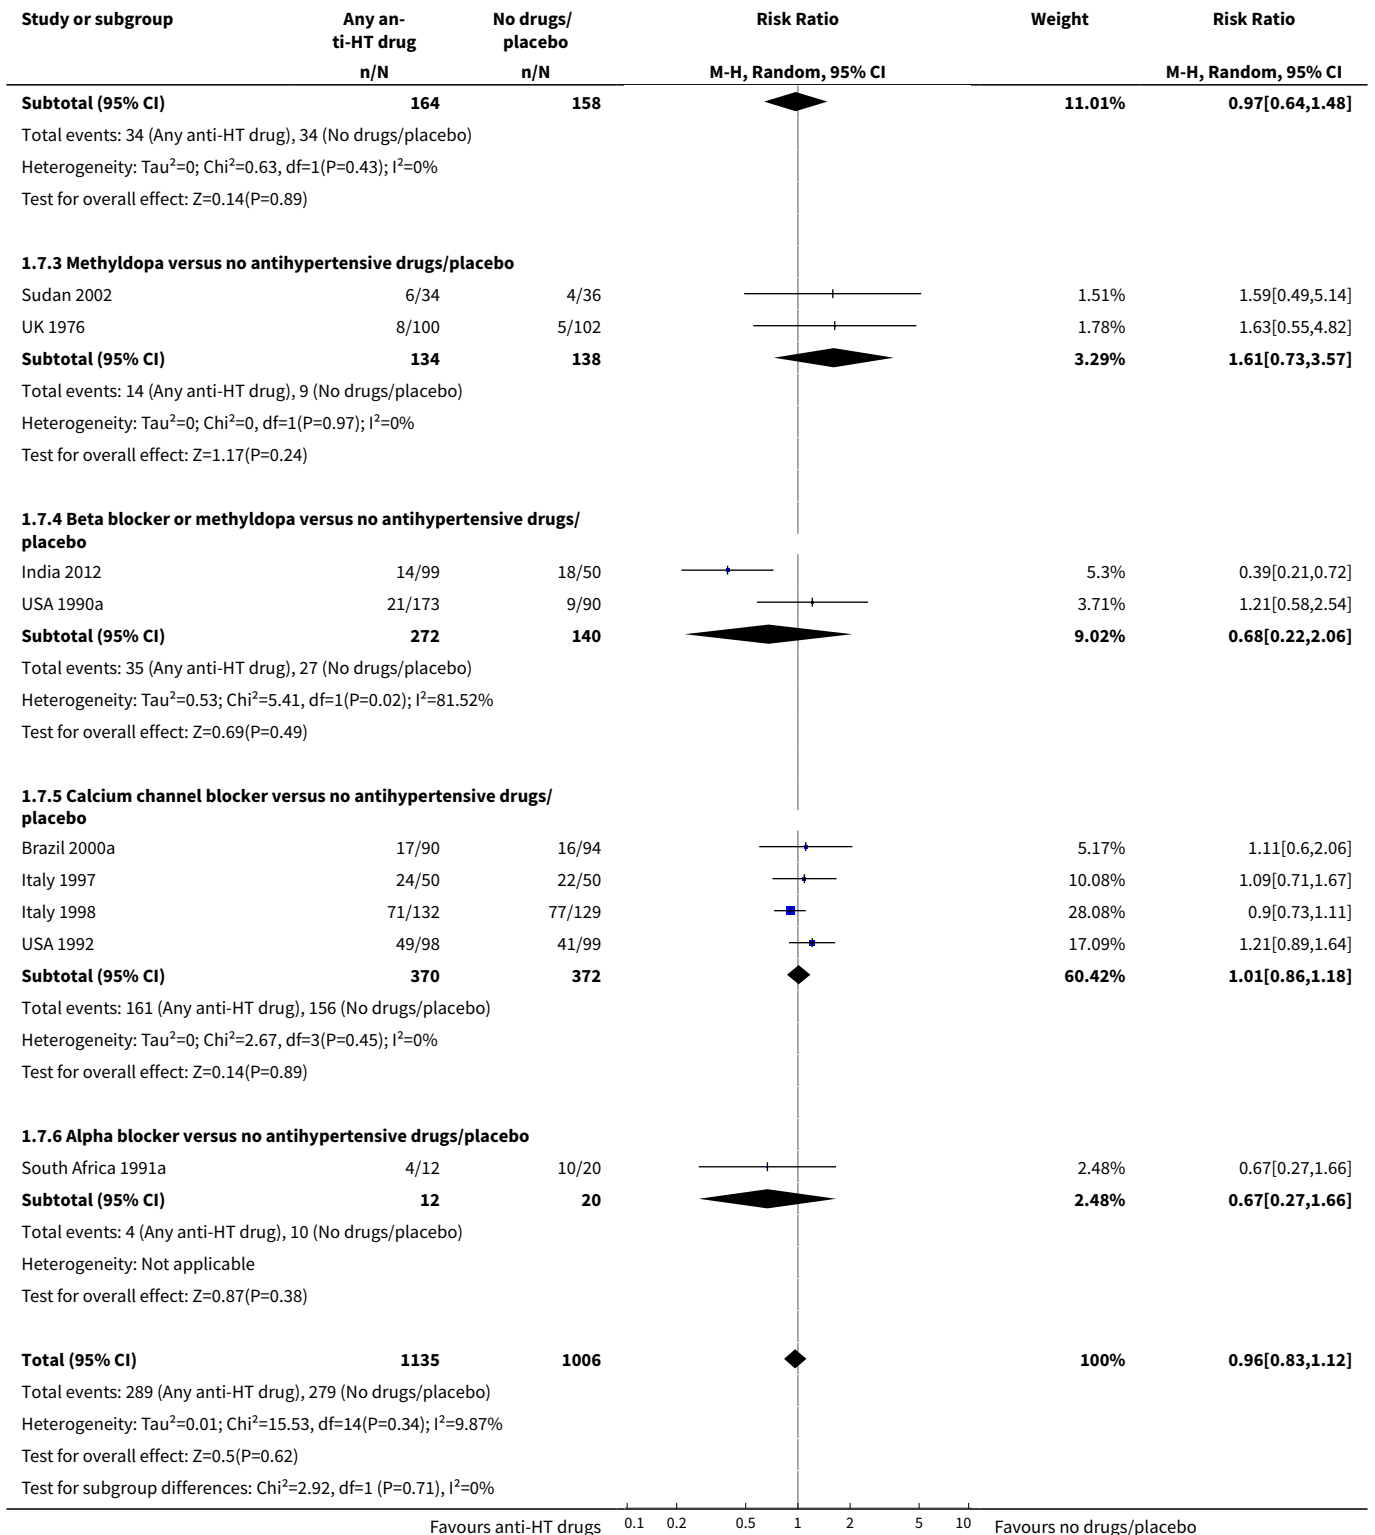 Study or subgroup Any an- No drugs/ Risk Ratio Weight Risk Ratio
ti-HT drug placebo
n/N n/N M-H, Random, 95% CI M-H, Random, 95% CI
Subtotal (95% CI) 164 158 11.01% 0.97[0.64,1.48]
Total events: 34 (Any anti-HT drug), 34 (No drugs/placebo)
Heterogeneity: Tau²=0; Chi²=0.63, df=1(P=0.43); I²=0%
Test for overall effect: Z=0.14(P=0.89)
1.7.3 Methyldopa versus no antihypertensive drugs/placebo
Sudan 2002 6/34 4/36 1.51% 1.59[0.49,5.14]
UK 1976 8/100 5/102 1.78% 1.63[0.55,4.82]
Subtotal (95% CI) 134 138 3.29% 1.61[0.73,3.57]
Total events: 14 (Any anti-HT drug), 9 (No drugs/placebo)
Heterogeneity: Tau²=0; Chi²=0, df=1(P=0.97); I²=0%
Test for overall effect: Z=1.17(P=0.24)
1.7.4 Beta blocker or methyldopa versus no antihypertensive drugs/
placebo
India 2012 14/99 18/50 5.3% 0.39[0.21,0.72]
USA 1990a 21/173 9/90 3.71% 1.21[0.58,2.54]
Subtotal (95% CI) 272 140 9.02% 0.68[0.22,2.06]
Total events: 35 (Any anti-HT drug), 27 (No drugs/placebo)
Heterogeneity: Tau²=0.53; Chi²=5.41, df=1(P=0.02); I²=81.52%
Test for overall effect: Z=0.69(P=0.49)
1.7.5 Calcium channel blocker versus no antihypertensive drugs/
placebo
Brazil 2000a 17/90 16/94 5.17% 1.11[0.6,2.06]
Italy 1997 24/50 22/50 10.08% 1.09[0.71,1.67]
Italy 1998 71/132 77/129 28.08% 0.9[0.73,1.11]
USA 1992 49/98 41/99 17.09% 1.21[0.89,1.64]
Subtotal (95% CI) 370 372 60.42% 1.01[0.86,1.18]
Total events: 161 (Any anti-HT drug), 156 (No drugs/placebo)
Heterogeneity: Tau²=0; Chi²=2.67, df=3(P=0.45); I²=0%
Test for overall effect: Z=0.14(P=0.89)
1.7.6 Alpha blocker versus no antihypertensive drugs/placebo
South Africa 1991a 4/12 10/20 2.48% 0.67[0.27,1.66]
Subtotal (95% CI) 12 20 2.48% 0.67[0.27,1.66]
Total events: 4 (Any anti-HT drug), 10 (No drugs/placebo)
Heterogeneity: Not applicable
Test for overall effect: Z=0.87(P=0.38)
Total (95% CI) 1135 1006 100% 0.96[0.83,1.12]
Total events: 289 (Any anti-HT drug), 279 (No drugs/placebo)
Heterogeneity: Tau²=0.01; Chi²=15.53, df=14(P=0.34); I²=9.87%
Test for overall effect: Z=0.5(P=0.62)
Test for subgroup differences: Chi²=2.92, df=1 (P=0.71), I²=0%
Favours anti-HT drugs 0.1 0.2 0.5 1 2 5 10 Favours no drugs/placebo